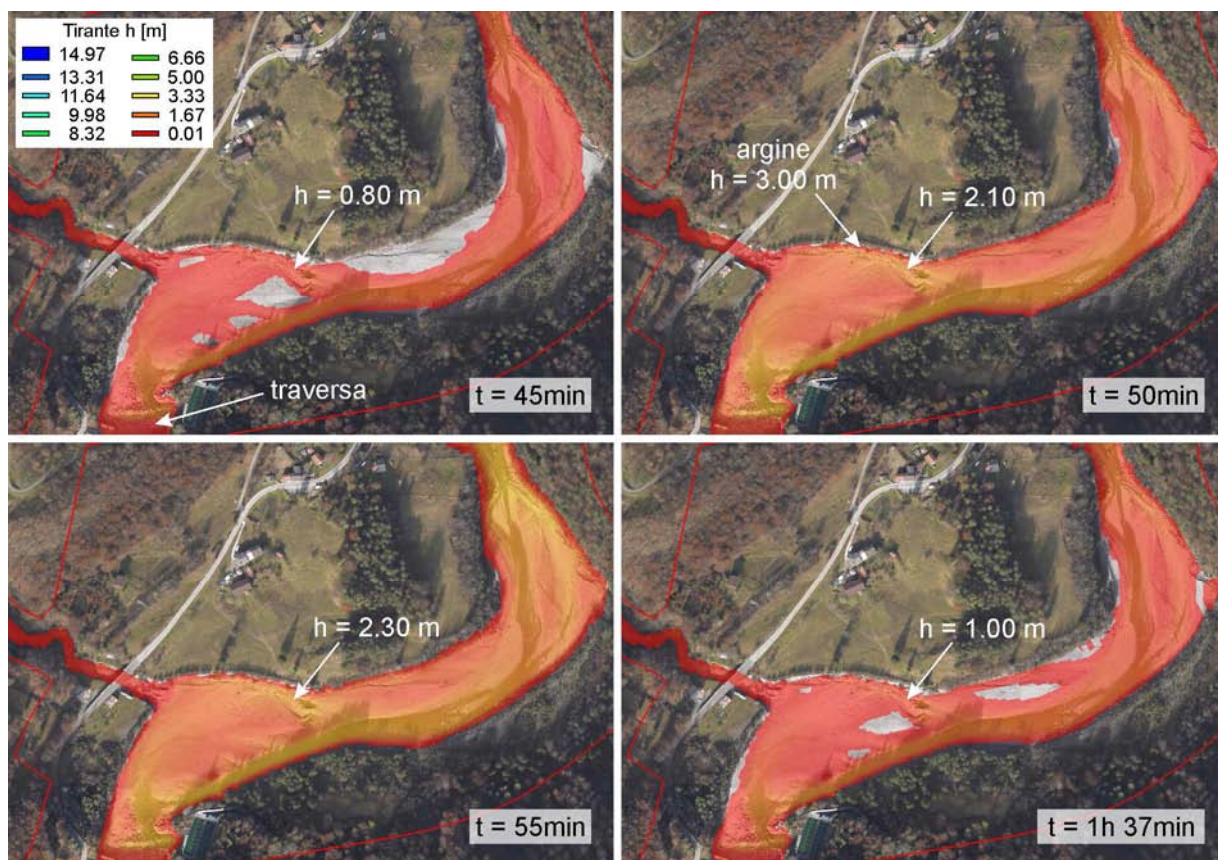 Tirante h [m]
14.97
13.31
11.64
9.98
8.32
6.66
5.00
3.33
1.67
0.01
h = 0.80 m
traversa
t = 45min
argine
h = 3.00 m
h = 2.10 m
t = 50min
h = 2.30 m
t = 55min
h = 1.00 m
t = 1h 37min